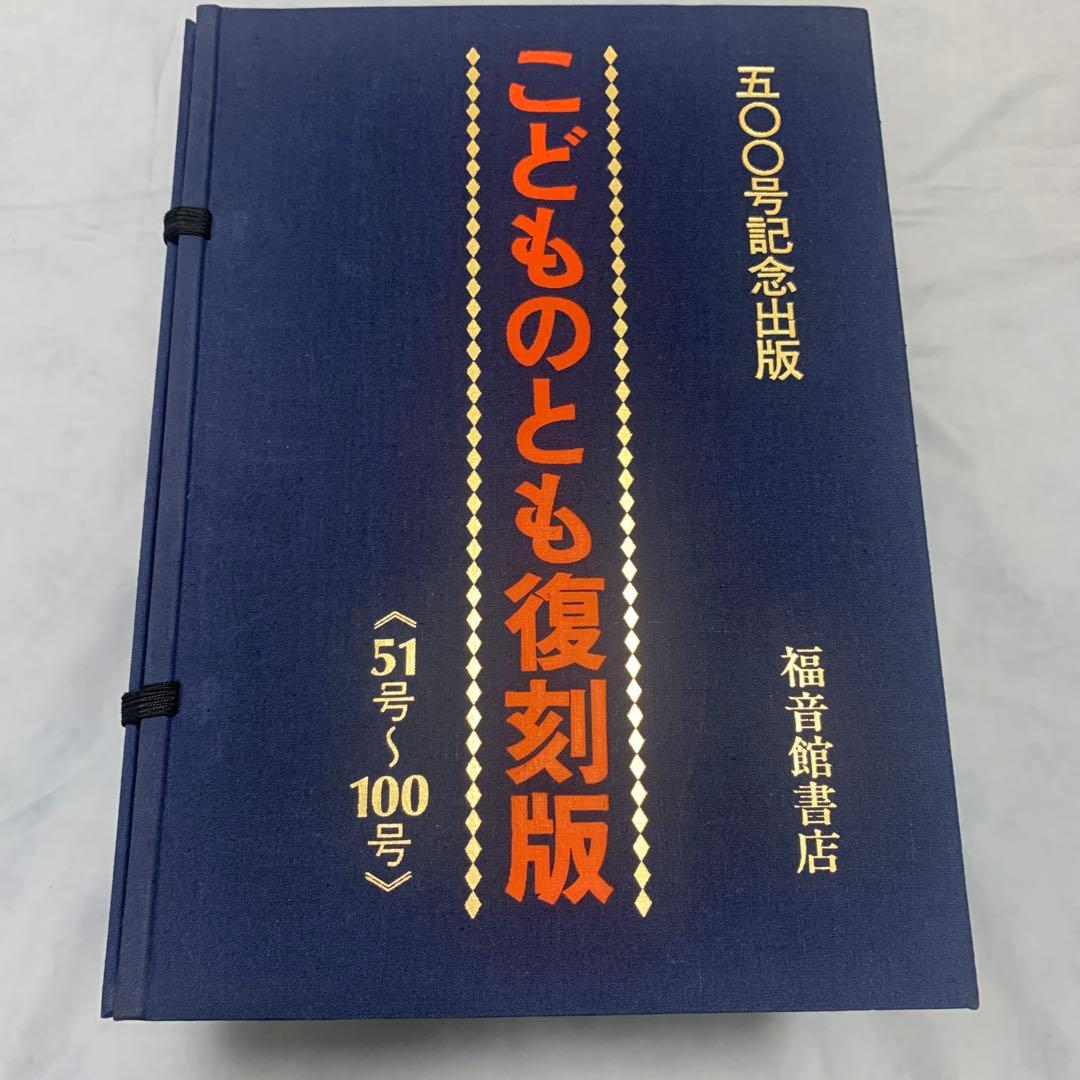 五〇〇号記念出版
福音館書店
こどものとも復刻版
《51号〜100号》